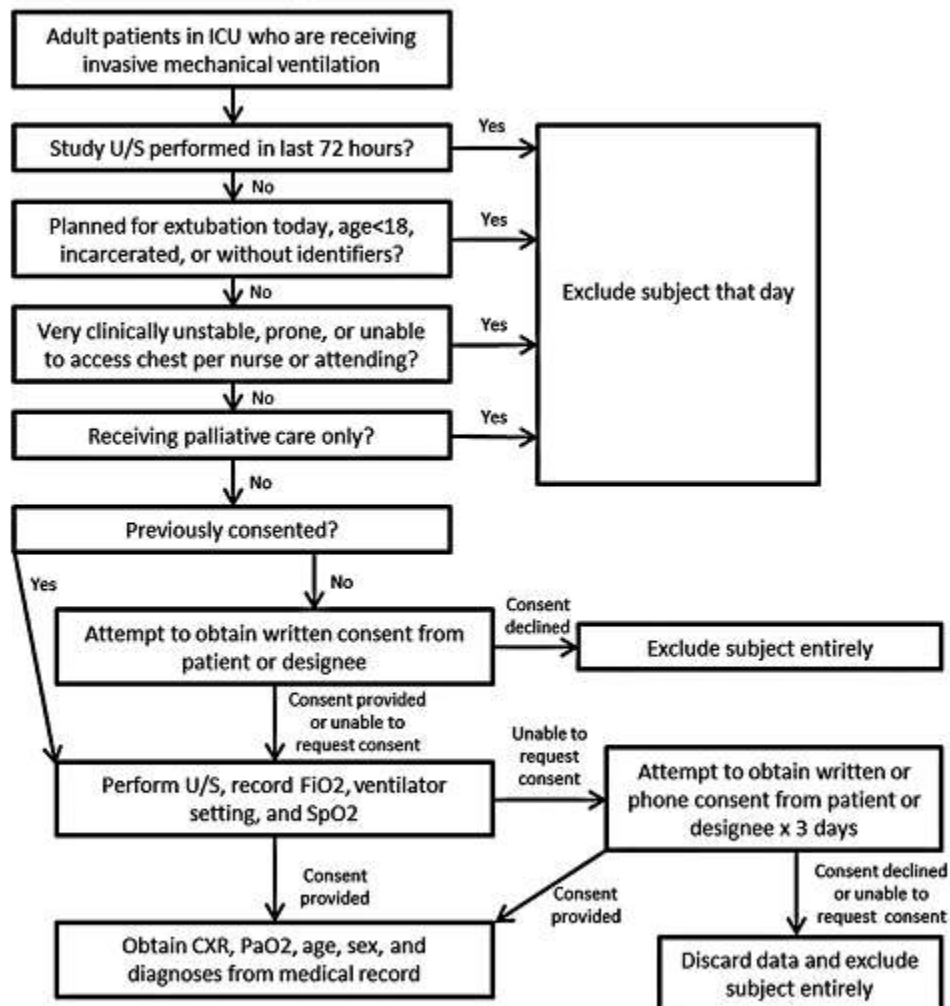 Adult patients in ICU who are receiving
invasive mechanical ventilation
Study U/S performed in last 72 hours?
Yes
No
Planned for extubation today, age<18,
incarcerated, or without identifiers?
Yes
Exclude subject that day
No
Very clinically unstable, prone, or unable
to access chest per nurse or attending?
Yes
No
Receiving palliative care only?
Yes
No
Previously consented?
Yes
No
Attempt to obtain written consent from
patient or designee
Consent
declined
Exclude subject entirely
Consent provided
or unable to
request consent
Perform U/S, record FiO2, ventilator
setting, and SpO2
Unable to
request
consent
Attempt to obtain written or
phone consent from patient or
designee x 3 days
Consent
provided
Consent
provided
Consent declined
or unable to
request consent
Obtain CXR, PaO2, age, sex, and
diagnoses from medical record
Discard data and exclude
subject entirely